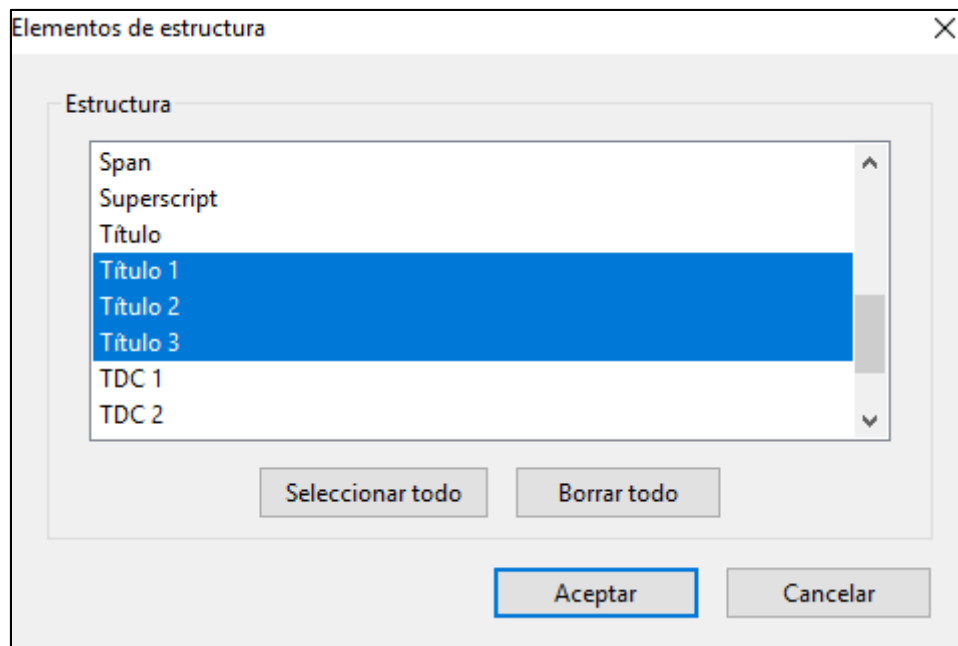 Elementos de estructura
Estructura
Span
Superscript
Título
Título 1
Título 2
Título 3
TDC 1
TDC 2
Seleccionar todo Borrar todo
Aceptar Cancelar